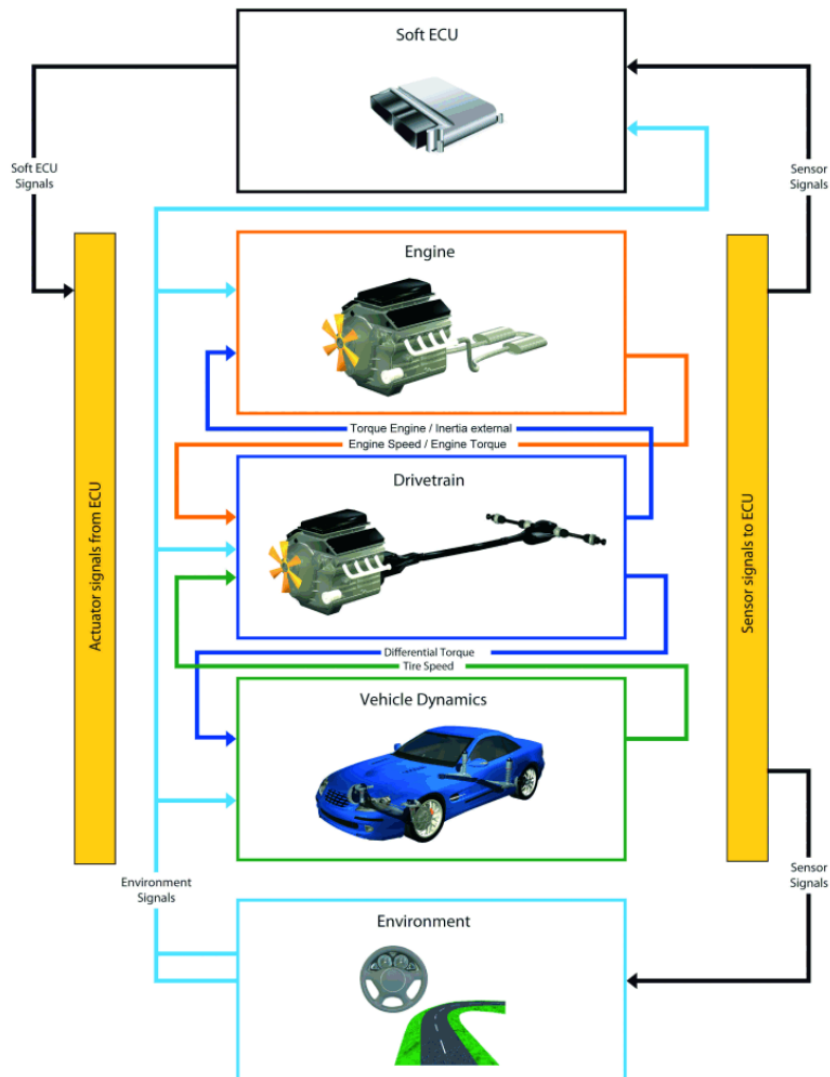 Soft ECU
Soft ECU
Signals
Sensor
Signals
Engine
Torque Engine / Inertia external
Engine Speed / Engine Torque
Drivetrain
Actuator signals from ECU
Sensor signals to ECU
Differential Torque
Tire Speed
Vehicle Dynamics
Environment
Signals
Sensor
Signals
Environment